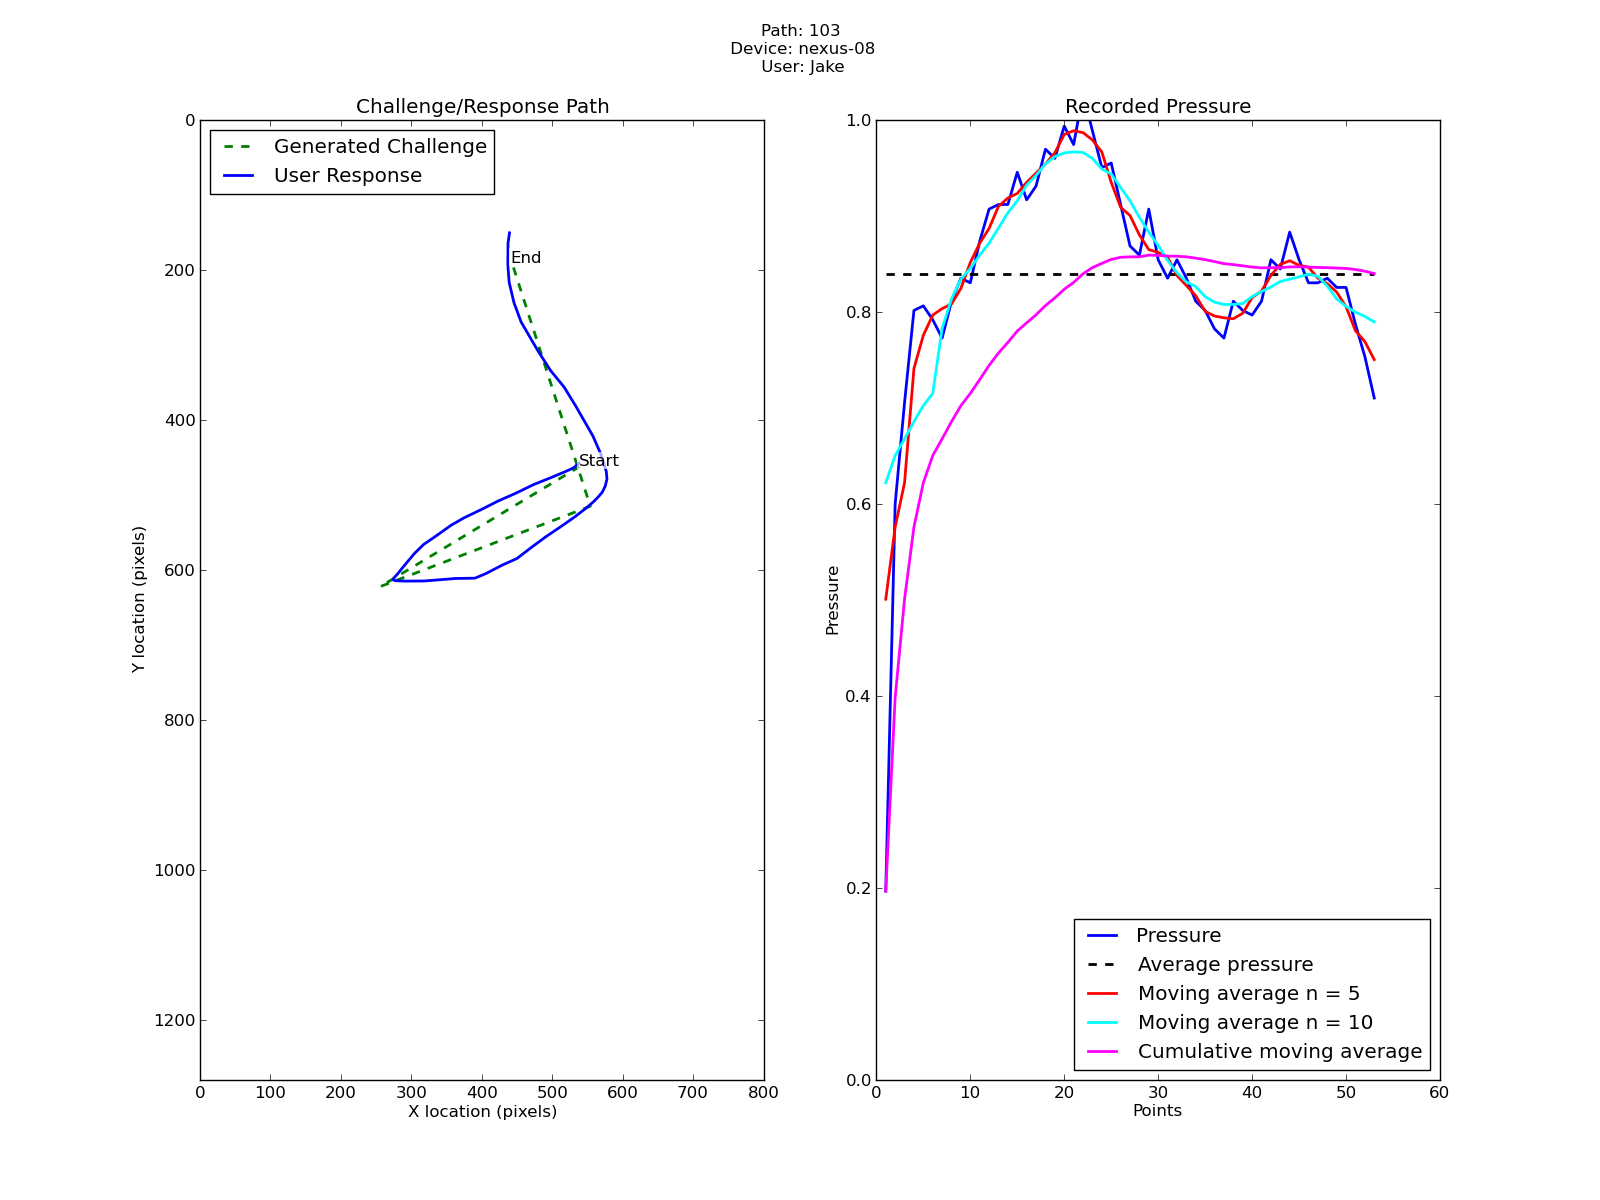 Path: 103
Device: nexus-08
User: Jake
Challenge/Response Path
Generated Challenge
User Response
End
Start
0
200
400
600
800
1000
1200
Y location (pixels)
0 100 200 300 400 500 600 700 800
X location (pixels)
Recorded Pressure
1.0
0.8
0.6
0.4
0.2
0.0
Pressure
Pressure
Average pressure
Moving average n = 5
Moving average n = 10
Cumulative moving average
0 10 20 30 40 50 60
Points